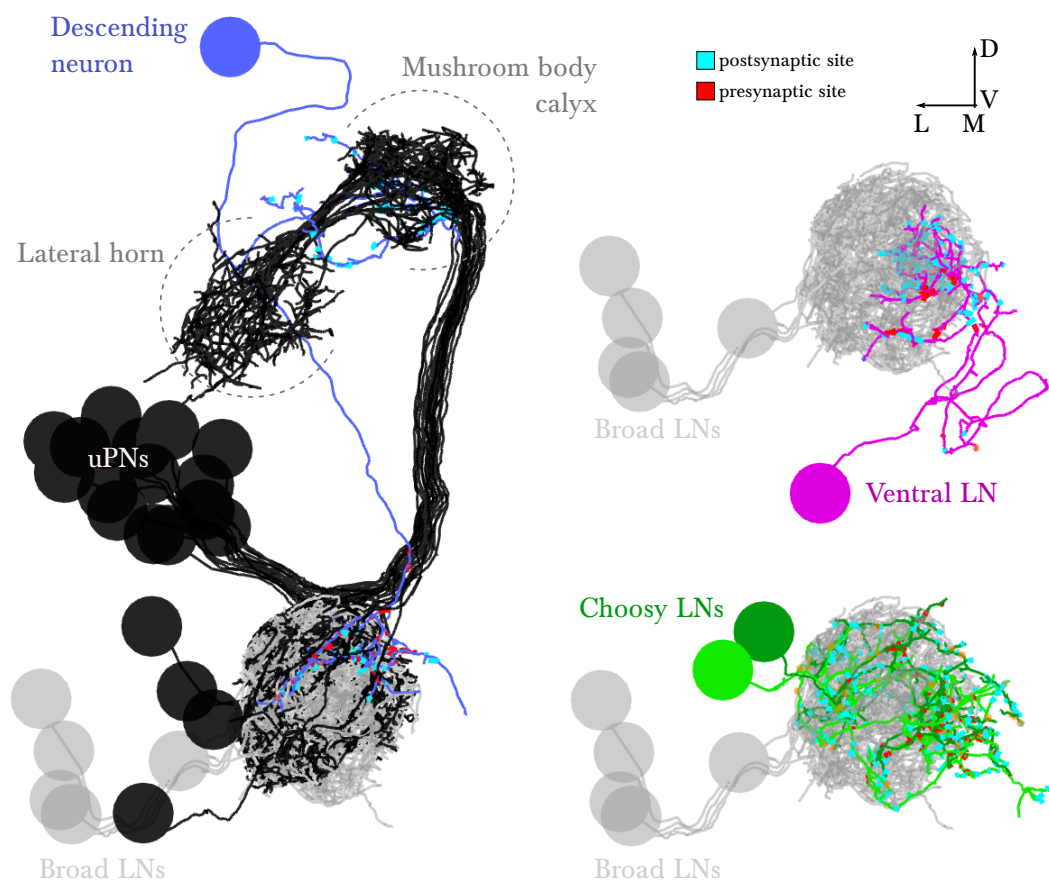 Descending
neuron
Mushroom body
calyx
postsynaptic site
presynaptic site
D
V
L
M
Lateral horn
uPNs
Broad LNs
Ventral LN
Choosy LNs
Broad LNs
Broad LNs